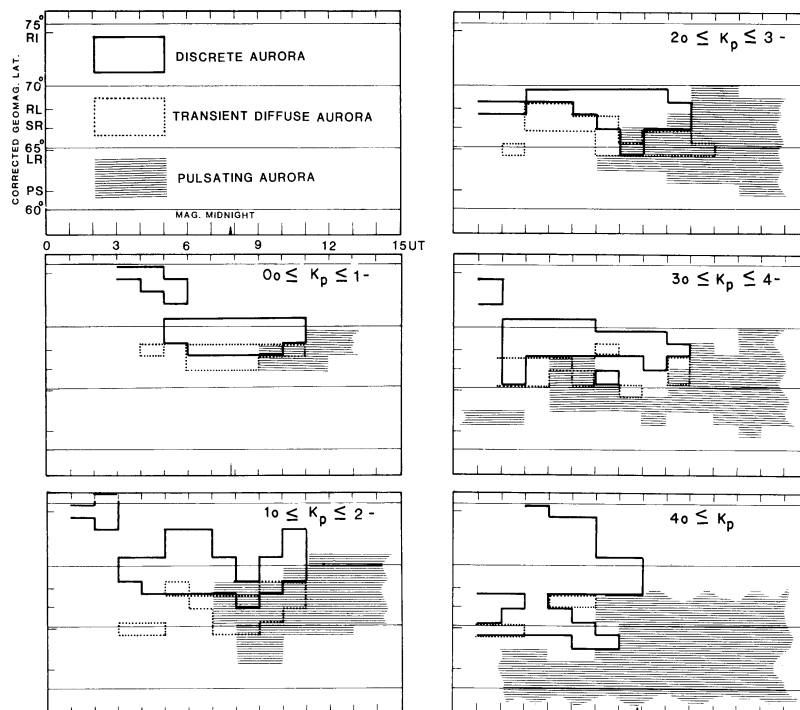 75°
RI
70°
RL
SR
65°
LR
PS
60°
CORRECTED GEOMAG. LAT.
DISCRETE AURORA
TRANSIENT DIFFUSE AURORA
PULSATING AURORA
MAG. MIDNIGHT
0 3 6 9 12 15 UT
2o ≤ Kp ≤ 3 -
0o ≤ Kp ≤ 1 -
3o ≤ Kp ≤ 4 -
1o ≤ Kp ≤ 2 -
4o ≤ Kp